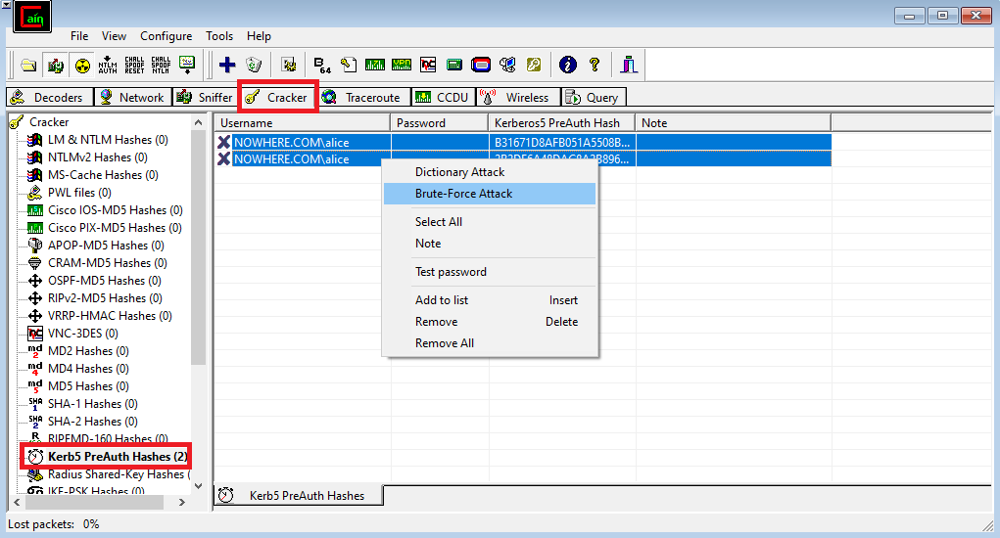 Cain
File View Configure Tools Help
NTLM AUTH
CHALL SPOOF RESET
CHALL SPOOF NTLM
B64
Decoders Network Sniffer Cracker Traceroute CCDU Wireless Query
Cracker
LM & NTLM Hashes (0)
NTLMv2 Hashes (0)
MS-Cache Hashes (0)
PWL files (0)
Cisco IOS-MD5 Hashes (0)
Cisco PIX-MD5 Hashes (0)
APOP-MD5 Hashes (0)
CRAM-MD5 Hashes (0)
OSPF-MD5 Hashes (0)
RIPv2-MD5 Hashes (0)
VRRP-HMAC Hashes (0)
VNC-3DES (0)
md2 MD2 Hashes (0)
md4 MD4 Hashes (0)
md5 MD5 Hashes (0)
SHA1 SHA-1 Hashes (0)
SHA2 SHA-2 Hashes (0)
RIPEMD-160 Hashes (0)
Kerb5 PreAuth Hashes (2)
Radius Shared-Key Hashes (
IKE-PSK Hashes (0)
Username Password Kerberos5 PreAuth Hash Note
NOWHERE.COM\alice B31671D8AFB051A5508B...
NOWHERE.COM\alice
Dictionary Attack
Brute-Force Attack
Select All
Note
Test password
Add to list Insert
Remove Delete
Remove All
Kerb5 PreAuth Hashes
Lost packets: 0%